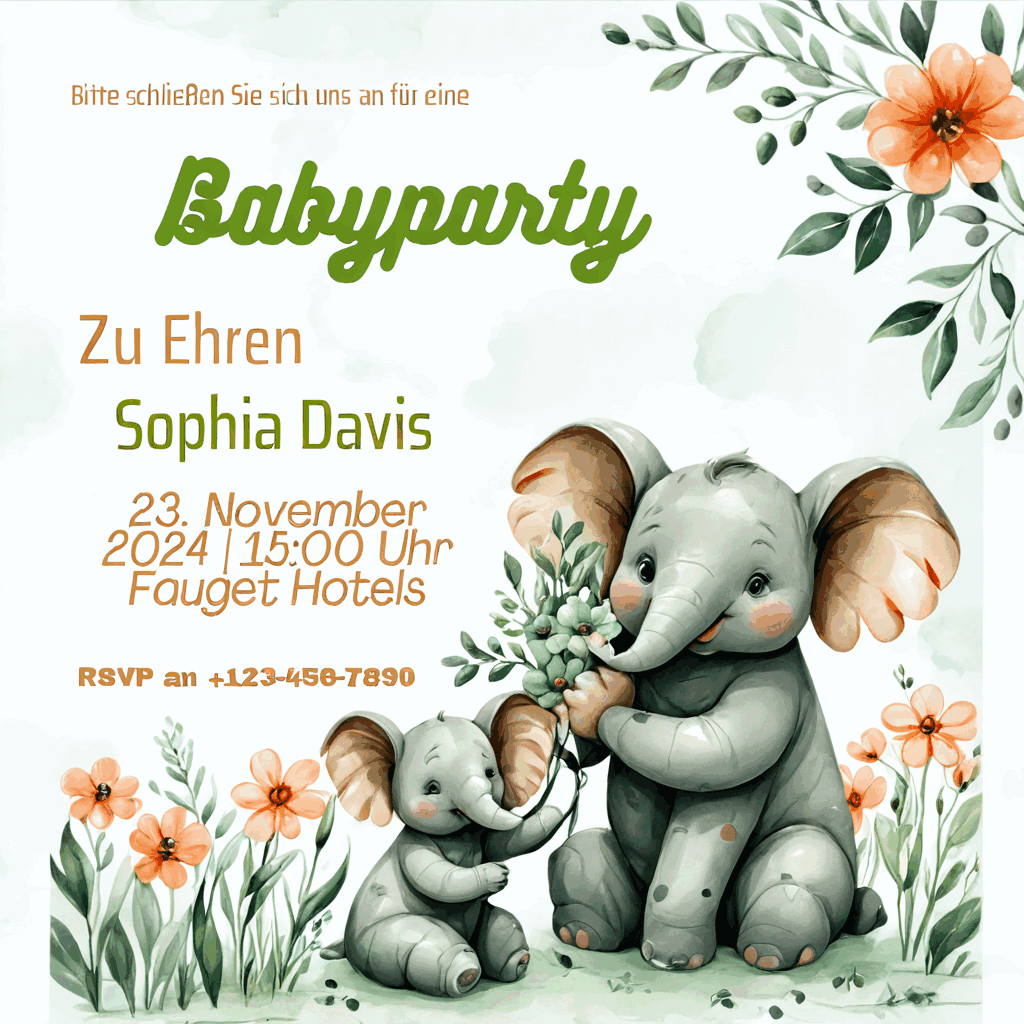 Bitte schließen Sie sich uns an für eine
Babyparty
Zu Ehren
Sophia Davis
23. November
2024 | 15:00 Uhr
Fauget Hotels
RSVP an +123-456-7890